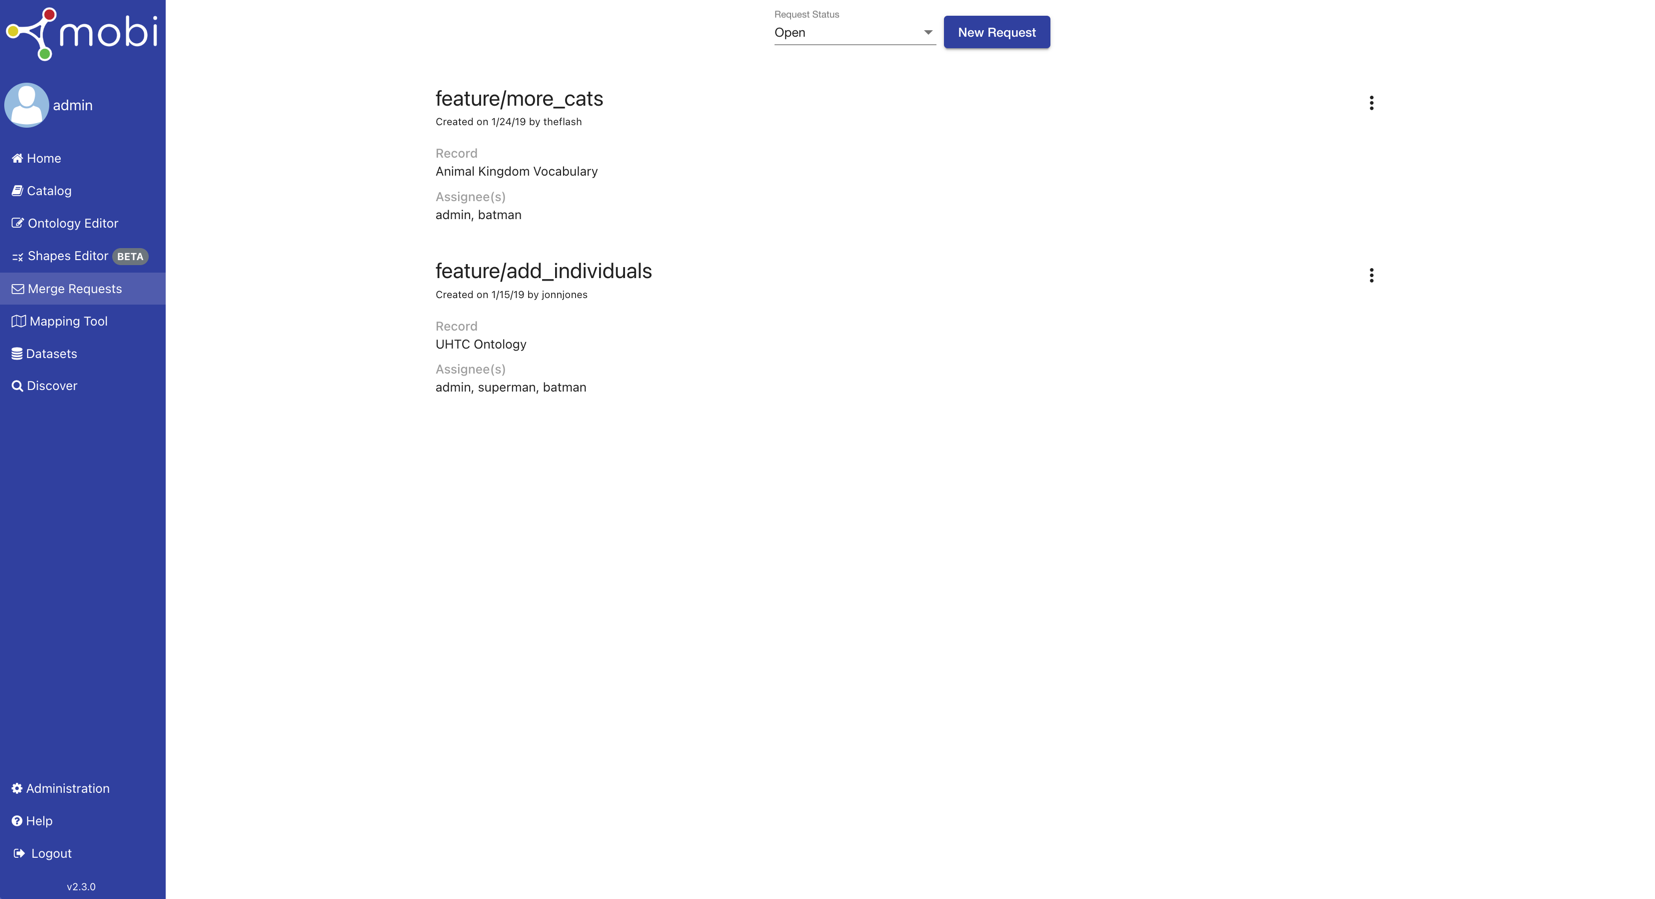 mobi
admin
Home
Catalog
Ontology Editor
Shapes Editor BETA
Merge Requests
Mapping Tool
Datasets
Discover
Administration
Help
Logout
v2.3.0
Request Status
Open
New Request
feature/more_cats
Created on 1/24/19 by theflash
Record
Animal Kingdom Vocabulary
Assignee(s)
admin, batman
feature/add_individuals
Created on 1/15/19 by jonnjones
Record
UHTC Ontology
Assignee(s)
admin, superman, batman